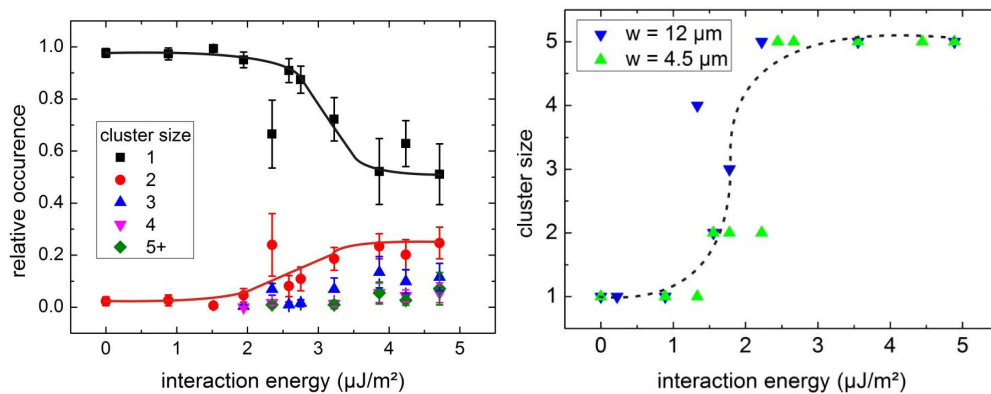 1.0
0.8
0.6
0.4
0.2
0.0
relative occurence
cluster size
1
2
3
4
5+
0 1 2 3 4 5
interaction energy (µJ/m²)
w = 12 µm
w = 4.5 µm
5
4
3
2
1
cluster size
0 1 2 3 4 5
interaction energy (µJ/m²)